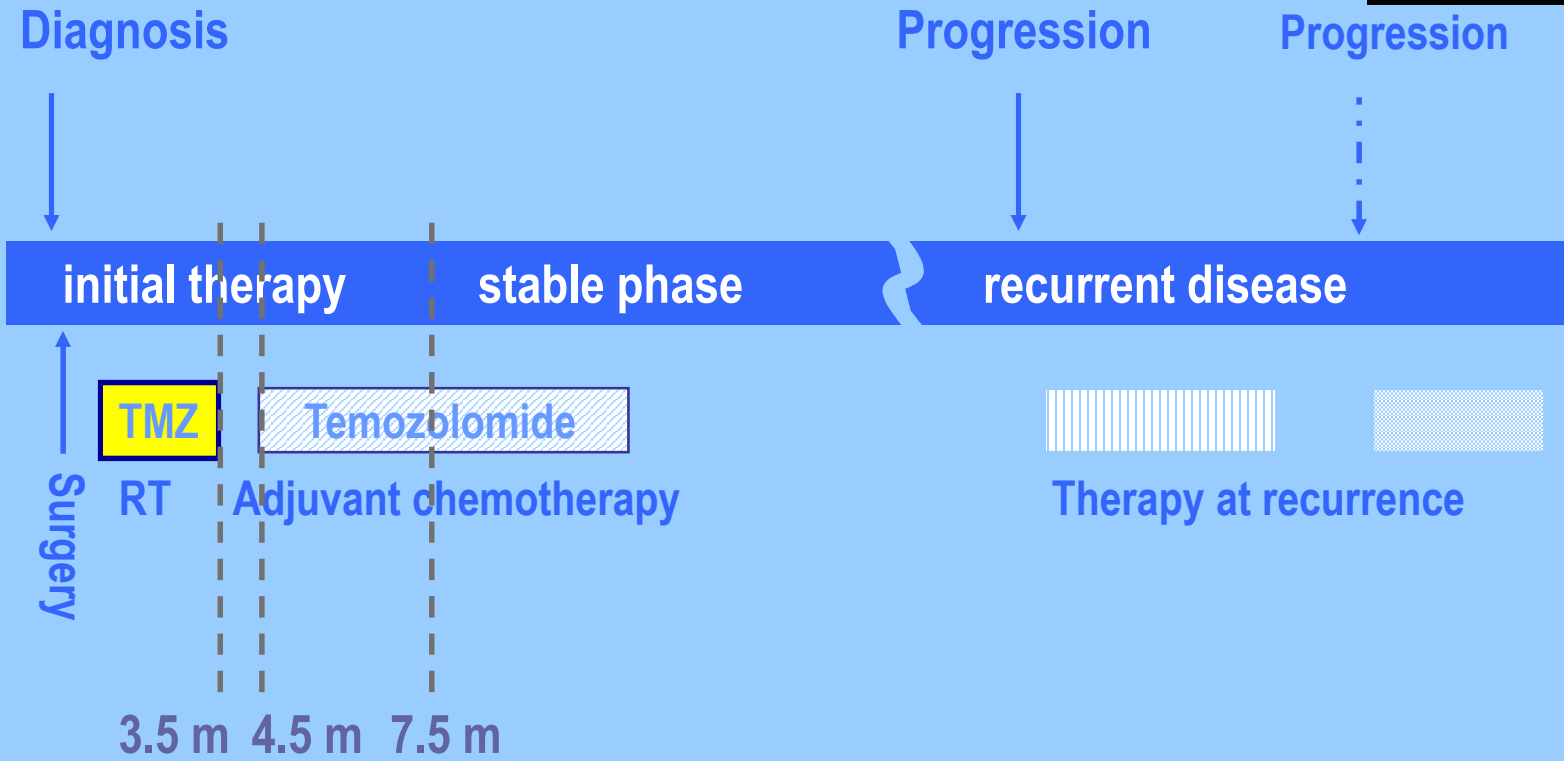 Diagnosis
Progression
Progression
initial therapy
stable phase
recurrent disease
TMZ
Temozolomide
Surgery
RT
Adjuvant chemotherapy
Therapy at recurrence
3.5 m
4.5 m
7.5 m